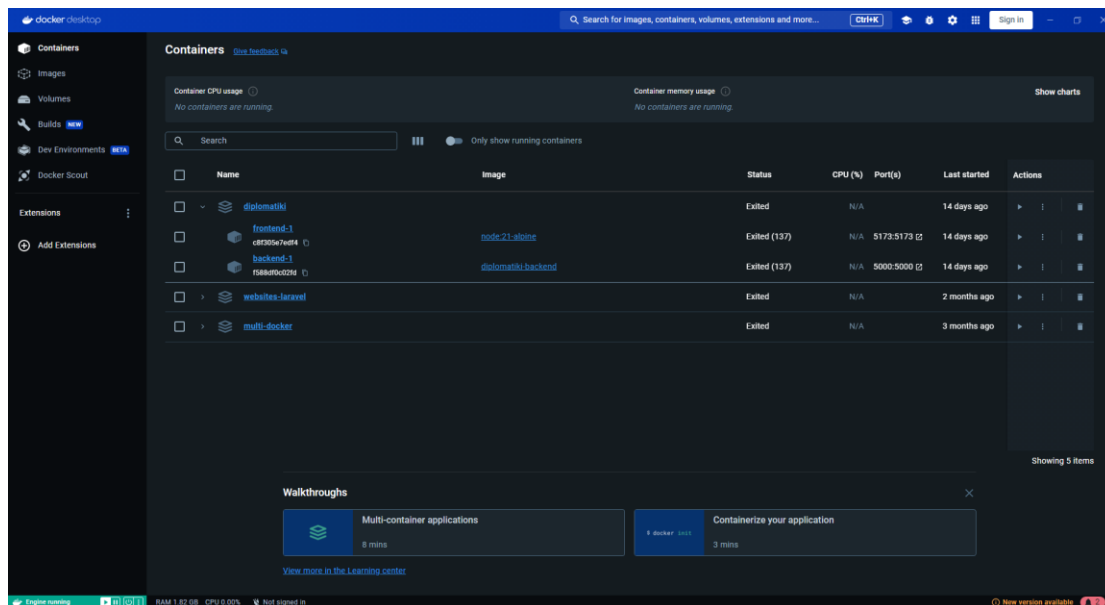 docker desktop
Search for images, containers, volumes, extensions and more... Ctrl+K Sign in
Containers
Images
Volumes
Builds NEW
Dev Environments BETA
Docker Scout
Extensions
Add Extensions
Containers Give feedback
Container CPU usage
No containers are running.
Container memory usage
No containers are running.
Show charts
Search
Only show running containers
Name Image Status CPU (%) Port(s) Last started Actions
diplomatiki Exited N/A 14 days ago
frontend-1
c8f305e7edf4
node:21-alpine Exited (137) N/A 5173:5173 14 days ago
backend-1
f588df0c02fd
diplomatiki-backend Exited (137) N/A 5000:5000 14 days ago
websites-laravel Exited N/A 2 months ago
multi-docker Exited N/A 3 months ago
Showing 5 items
Walkthroughs
Multi-container applications
8 mins
$ docker init
Containerize your application
3 mins
View more in the Learning center
Engine running RAM 1.82 GB CPU 0.00% Not signed in New version available 2